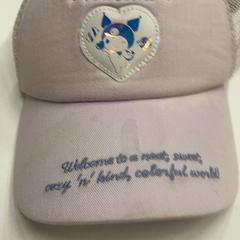 Welcome to a neat, sweet,
cozy 'n' kind, colorful world!